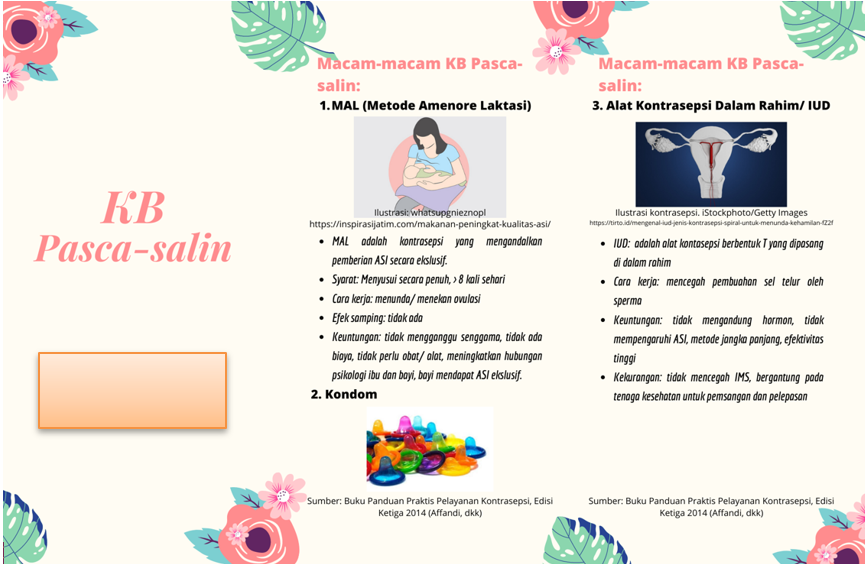 KB
Pasca-salin
Macam-macam KB Pasca-
salin:
1. MAL (Metode Amenore Laktasi)
Ilustrasi: whatsupgnieznopl
https://inspirasijatim.com/makanan-peningkat-kualitas-asi/
• MAL adalah kontrasepsi yang mengandalkan
pemberian ASI secara ekslusif.
• Syarat: Menyusui secara penuh, > 8 kali sehari
• Cara kerja: menunda/ menekan ovulasi
• Efek samping: tidak ada
• Keuntungan: tidak mengganggu senggama, tidak ada
biaya, tidak perlu obat/ alat, meningkatkan hubungan
psikologi ibu dan bayi, bayi mendapat ASI ekslusif.
2. Kondom
Sumber: Buku Panduan Praktis Pelayanan Kontrasepsi, Edisi
Ketiga 2014 (Affandi, dkk)
Macam-macam KB Pasca-
salin:
3. Alat Kontrasepsi Dalam Rahim/ IUD
Ilustrasi kontrasepsi. iStockphoto/Getty Images
https://tirto.id/mengenal-iud-jenis-kontrasepsi-spiral-untuk-menunda-kehamilan-fZ2f
• IUD: adalah alat kontasepsi berbentuk T yang dipasang
di dalam rahim
• Cara kerja: mencegah pembuahan sel telur oleh
sperma
• Keuntungan: tidak mengandung hormon, tidak
mempengaruhi ASI, metode jangka panjang, efektivitas
tinggi
• Kekurangan: tidak mencegah IMS, bergantung pada
tenaga kesehatan untuk pemsangan dan pelepasan
Sumber: Buku Panduan Praktis Pelayanan Kontrasepsi, Edisi
Ketiga 2014 (Affandi, dkk)